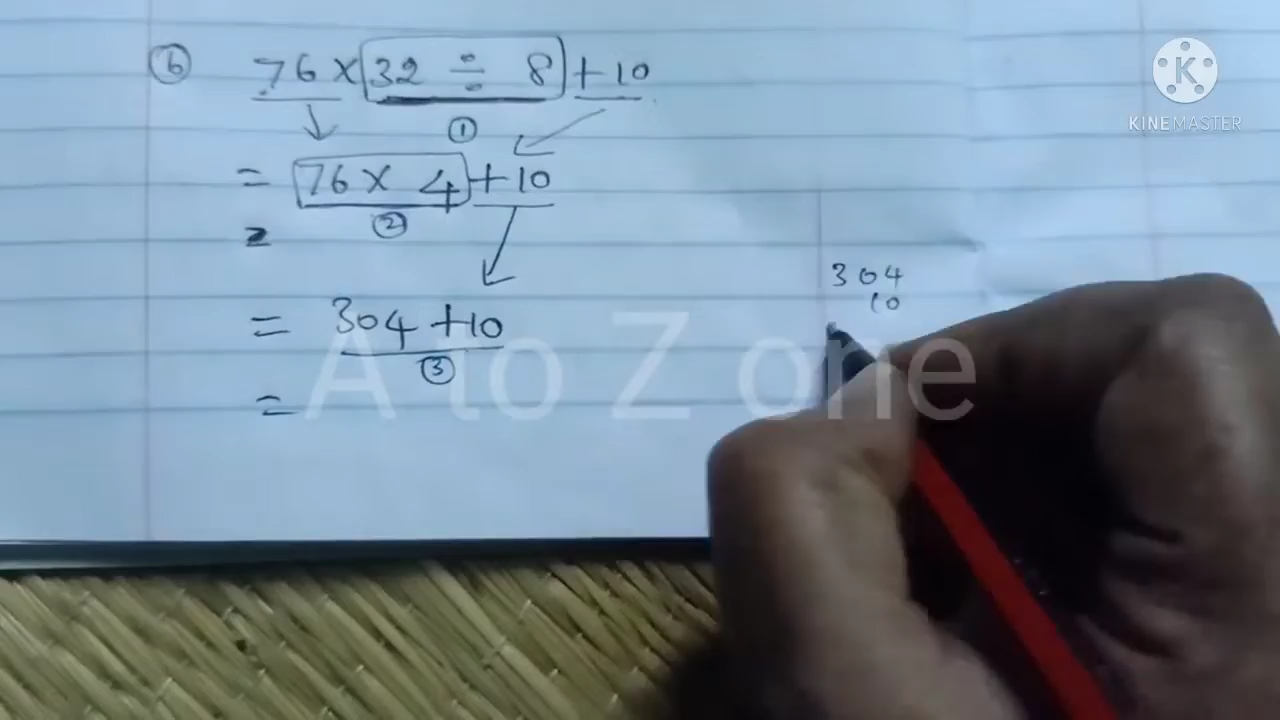 ⑥ 76 × 32 ÷ 8 + 10
①
= 76 × 4 + 10
②
=
= 304 + 10
③
=
304
10
A to Z one
K
KINEMASTER